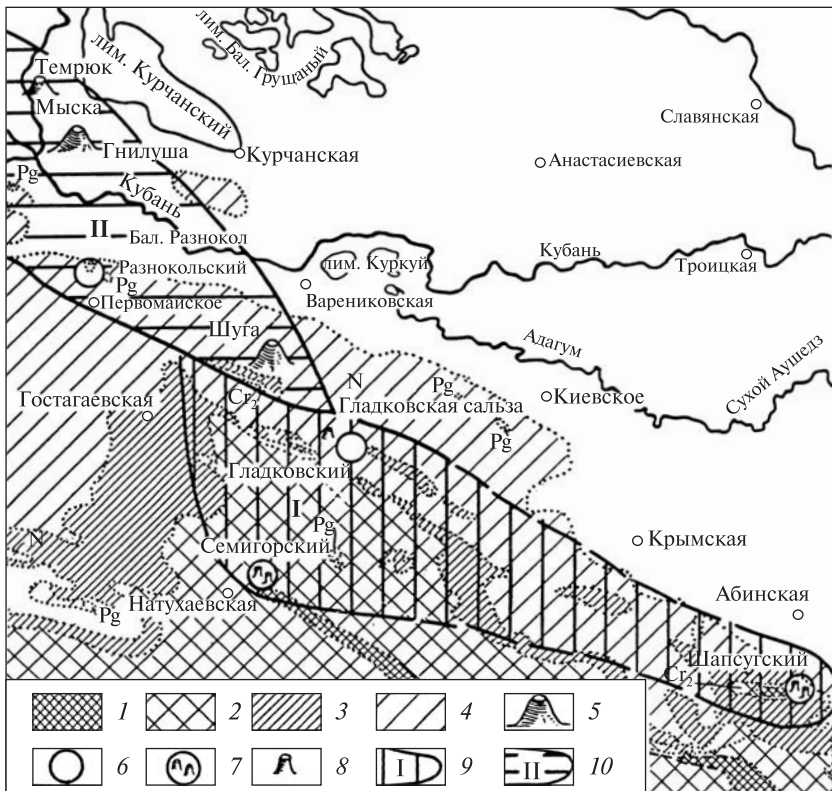 лим. Курчанский
лим. Бал. Грущаный
Темрюк
Мыска
Гнилуша
Курчанская
Славянская
Анастасиевская
Pg
Кубань
II
Бал. Разнокол
Разнокольский
Pg
Первомайское
лим. Куркуй
Варениковская
Кубань
Троицкая
Шуга
Адагум
Сухой Аушедз
N
Pg
Киевское
Гостагаевская
Cr2
Гладковская сальза
Pg
Гладковский
I
Pg
N
Семигорский
Крымская
Натухаевская
Pg
Абинская
Шапсугский
Cr2
1 2 3 4 5
6 7 8 I 9 II 10